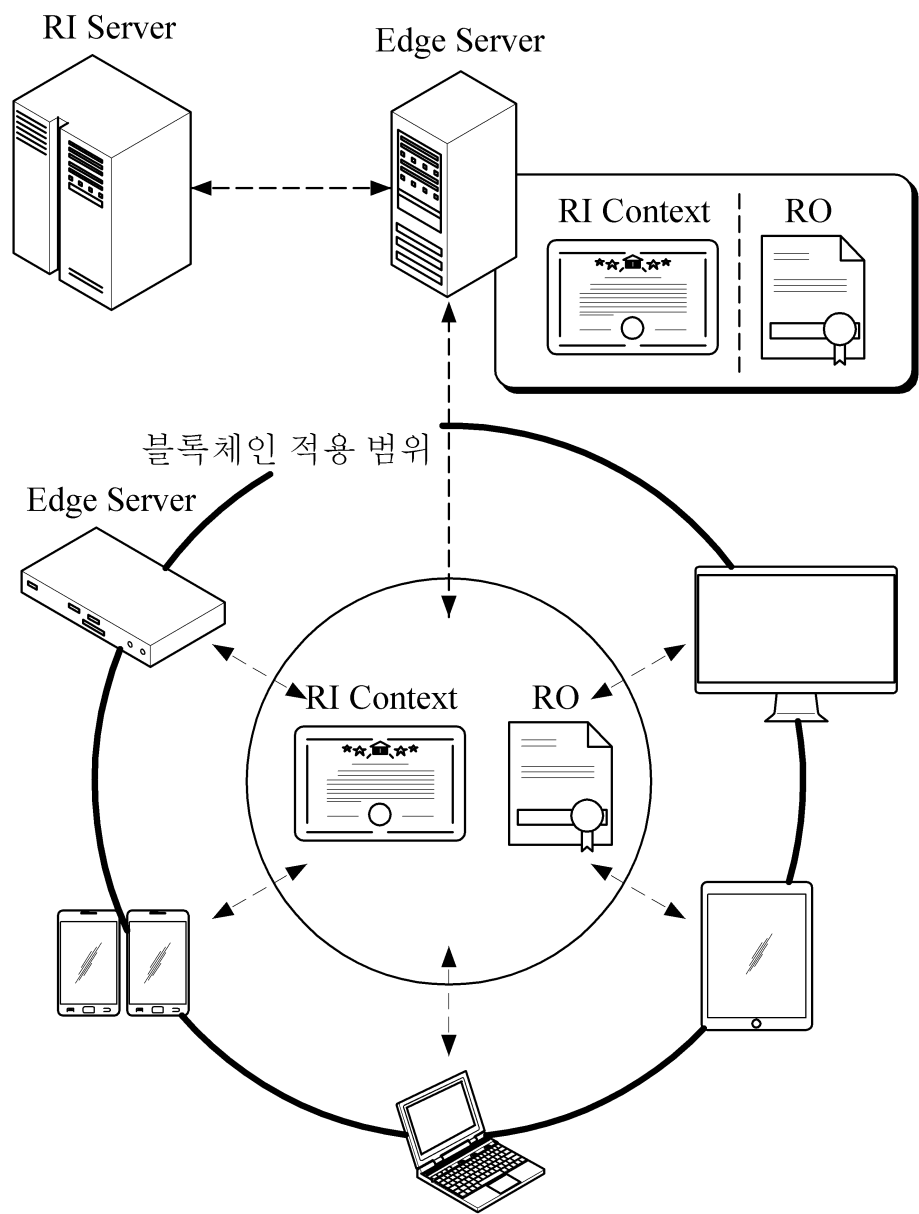 RI Server
Edge Server
RI Context
RO
블록체인 적용 범위
Edge Server
RI Context
RO